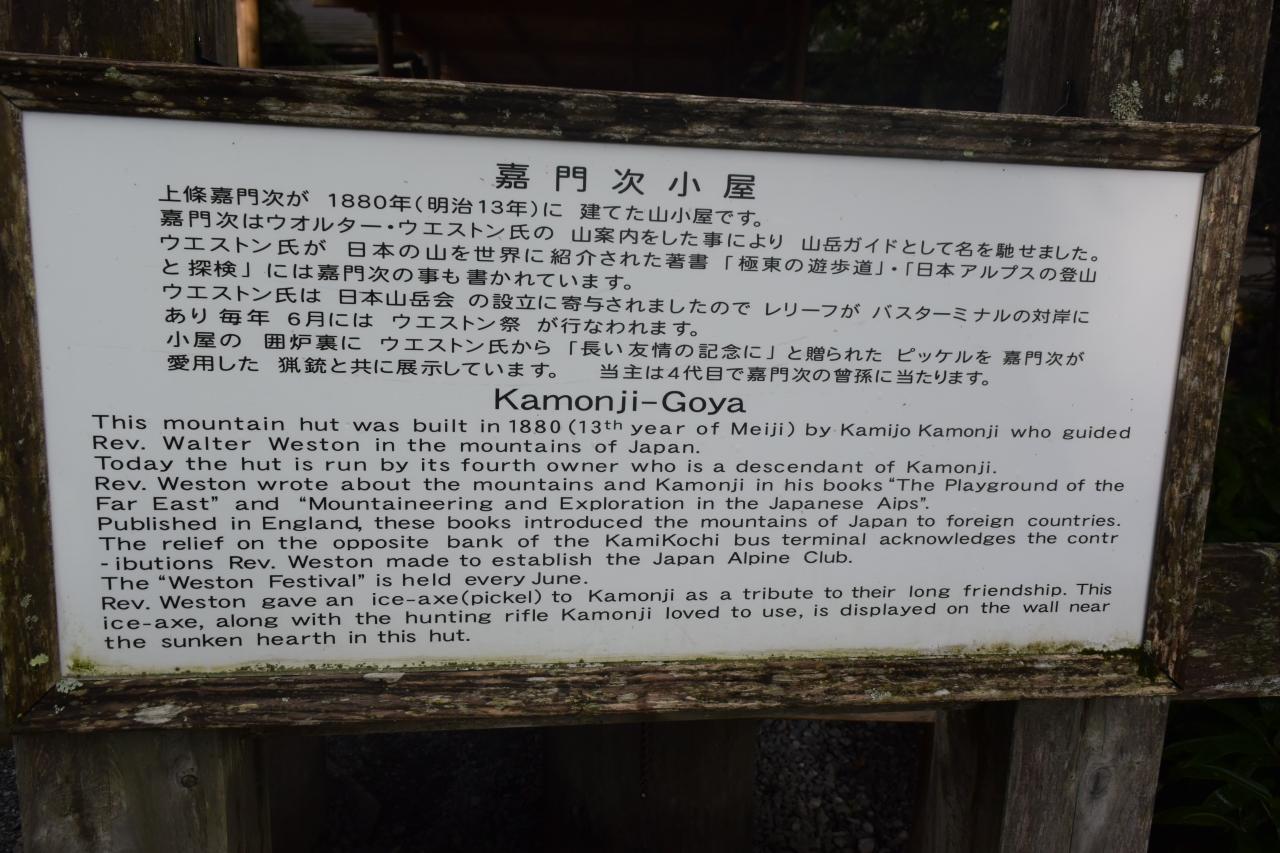 嘉門次小屋
上條嘉門次が 1880年(明治13年)に 建てた山小屋です。
嘉門次はウオルター・ウエストン氏の 山案内をした事により 山岳ガイドとして名を馳せました。
ウエストン氏が 日本の山を世界に紹介された著書 「極東の遊歩道」・「日本アルプスの登山
と探検」には嘉門次の事も書かれています。
ウエストン氏は 日本山岳会 の設立に寄与されましたので レリーフが バスターミナルの対岸に
あり毎年 6月には ウエストン祭 が行なわれます。
小屋の 囲炉裏に ウエストン氏から 「長い友情の記念に」と贈られた ピッケルを 嘉門次が
愛用した 猟銃と共に展示しています。 当主は4代目で嘉門次の曾孫に当たります。
Kamonji-Goya
This mountain hut was built in 1880 (13th year of Meiji) by Kamijo Kamonji who guided
Rev. Walter Weston in the mountains of Japan.
Today the hut is run by its fourth owner who is a descendant of Kamonji.
Rev. Weston wrote about the mountains and Kamonji in his books “The Playground of the
Far East” and “Mountaineering and Exploration in the Japanese Aips”.
Published in England, these books introduced the mountains of Japan to foreign countries.
The relief on the opposite bank of the KamiKochi bus terminal acknowledges the contr
-ibutions Rev. Weston made to establish the Japan Alpine Club.
The “Weston Festival” is held every June.
Rev. Weston gave an ice-axe(pickel) to Kamonji as a tribute to their long friendship. This
ice-axe, along with the hunting rifle Kamonji loved to use, is displayed on the wall near
the sunken hearth in this hut.